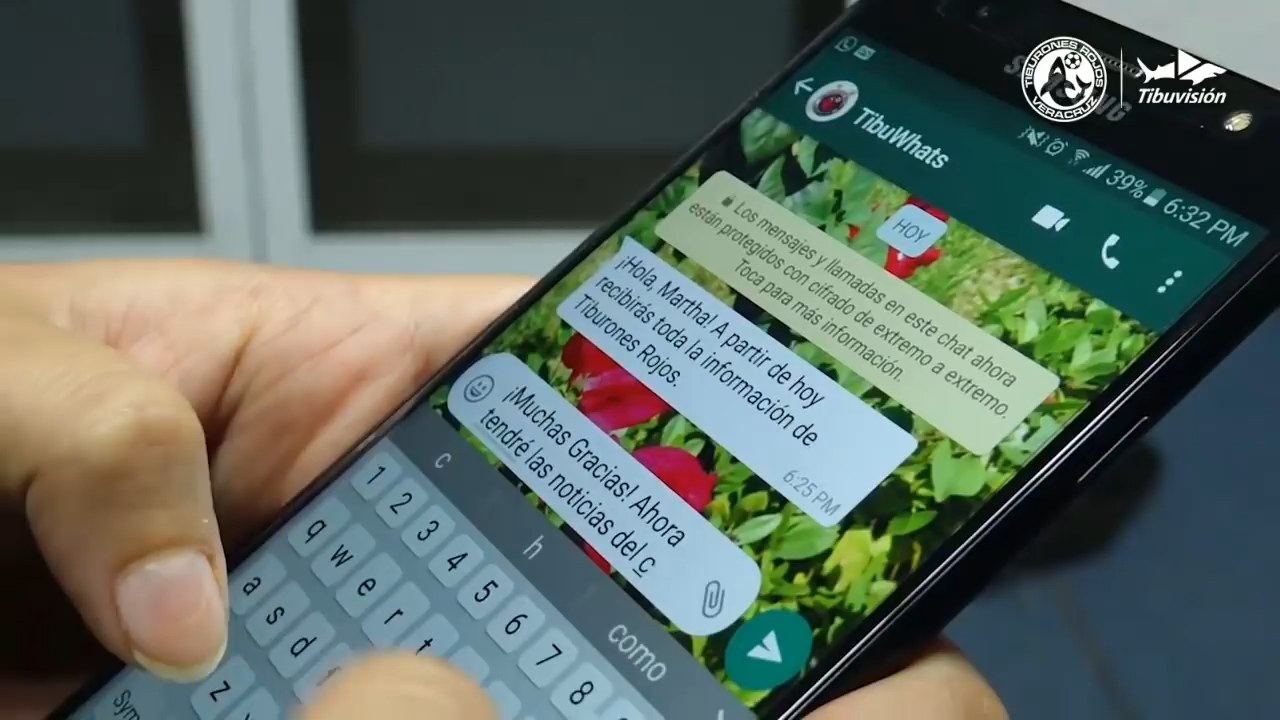 TIBURONES ROJOS
VERACRUZ
Tibuvisión
SAMSUNG
39% 6:32 PM
TibuWhats
HOY
Los mensajes y llamadas en este chat ahora
están protegidos con cifrado de extremo a extremo.
Toca para más información.
¡Hola, Martha! A partir de hoy
recibirás toda la información de
Tiburones Rojos.
6:25 PM
¡Muchas Gracias! Ahora
tendré las noticias del c
c h como
1 2 3 4 5 6 7 8
q w e r t
a s d
z
Sym